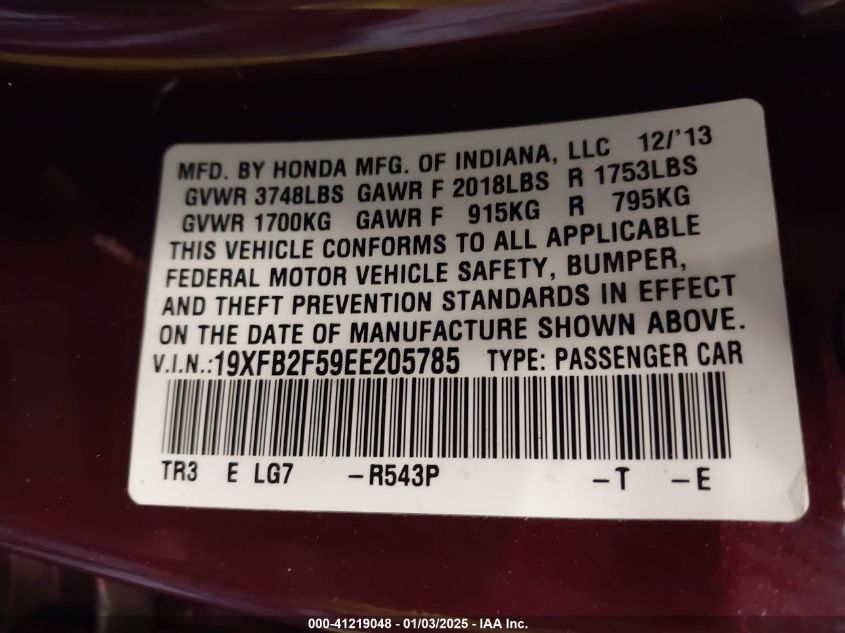 MFD. BY HONDA MFG. OF INDIANA, LLC 12/'13
GVWR 3748LBS GAWR F 2018LBS R 1753LBS
GVWR 1700KG GAWR F 915KG R 795KG
THIS VEHICLE CONFORMS TO ALL APPLICABLE
FEDERAL MOTOR VEHICLE SAFETY, BUMPER,
AND THEFT PREVENTION STANDARDS IN EFFECT
ON THE DATE OF MANUFACTURE SHOWN ABOVE.
V.I.N.:19XFB2F59EE205785 TYPE: PASSENGER CAR
TR3 E LG7 -R543P -T -E
000-41219048 - 01/03/2025 - IAA Inc.